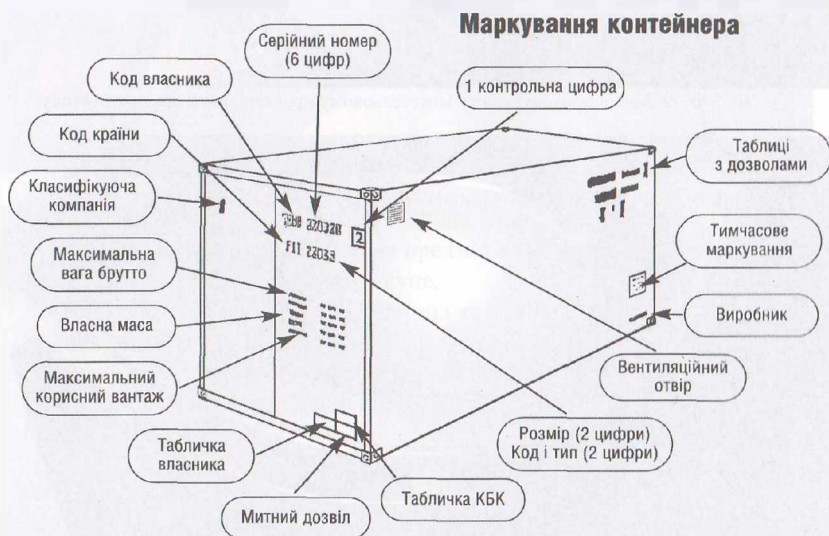 Маркування контейнера
Серійний номер
(6 цифр)
Код власника
1 контрольна цифра
Код країни
Таблиці
з дозволами
Класифікуюча
компанія
2
22033
Тимчасове
маркування
Максимальна
вага брутто
Власна маса
Виробник
Вентиляційний
отвір
Максимальний
корисний вантаж
Розмір (2 цифри)
Код і тип (2 цифри)
Табличка
власника
Табличка КБК
Митний дозвіл